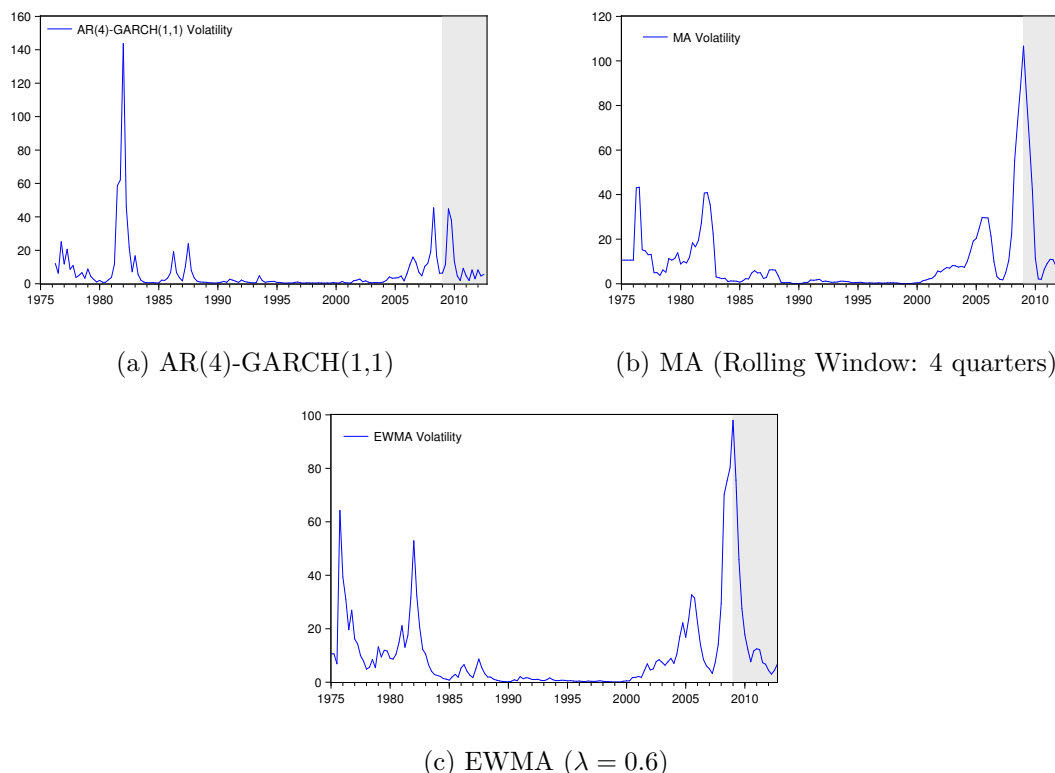 160
140
120
100
80
60
40
20
0
AR(4)-GARCH(1,1) Volatility
1975 1980 1985 1990 1995 2000 2005 2010
(a) AR(4)-GARCH(1,1)
120
100
80
60
40
20
0
MA Volatility
1975 1980 1985 1990 1995 2000 2005 2010
(b) MA (Rolling Window: 4 quarters)
100
80
60
40
20
0
EWMA Volatility
1975 1980 1985 1990 1995 2000 2005 2010
(c) EWMA (λ = 0.6)